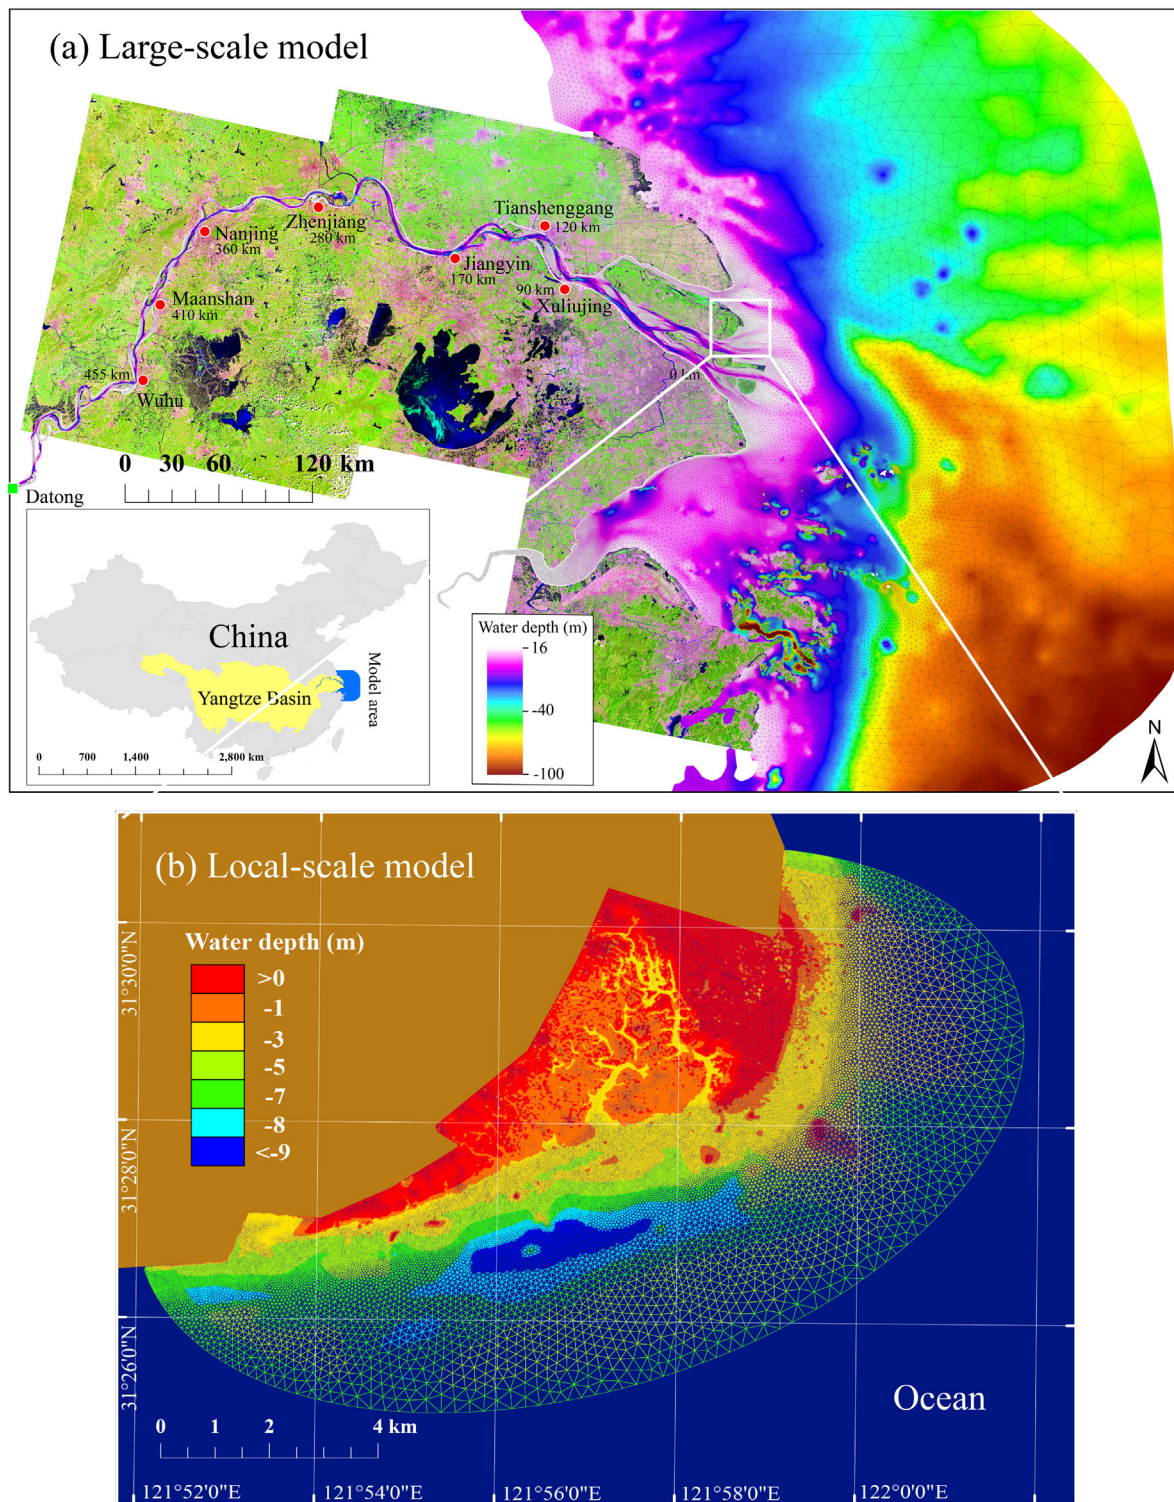 (a) Large-scale model
Tianshenggang
120 km
Zhenjiang
280 km
Nanjing
360 km
Jiangyin
170 km
90 km
Xuliujing
Maanshan
410 km
455 km
Wuhu
0 km
0 30 60 120 km
Datong
China
Yangtze Basin
Model area
0 700 1,400 2,800 km
Water depth (m)
16
-40
-100
N
(b) Local-scale model
Water depth (m)
>0
-1
-3
-5
-7
-8
<-9
31°30'0"N
31°28'0"N
31°26'0"N
Ocean
0 1 2 4 km
121°52'0"E 121°54'0"E 121°56'0"E 121°58'0"E 122°0'0"E